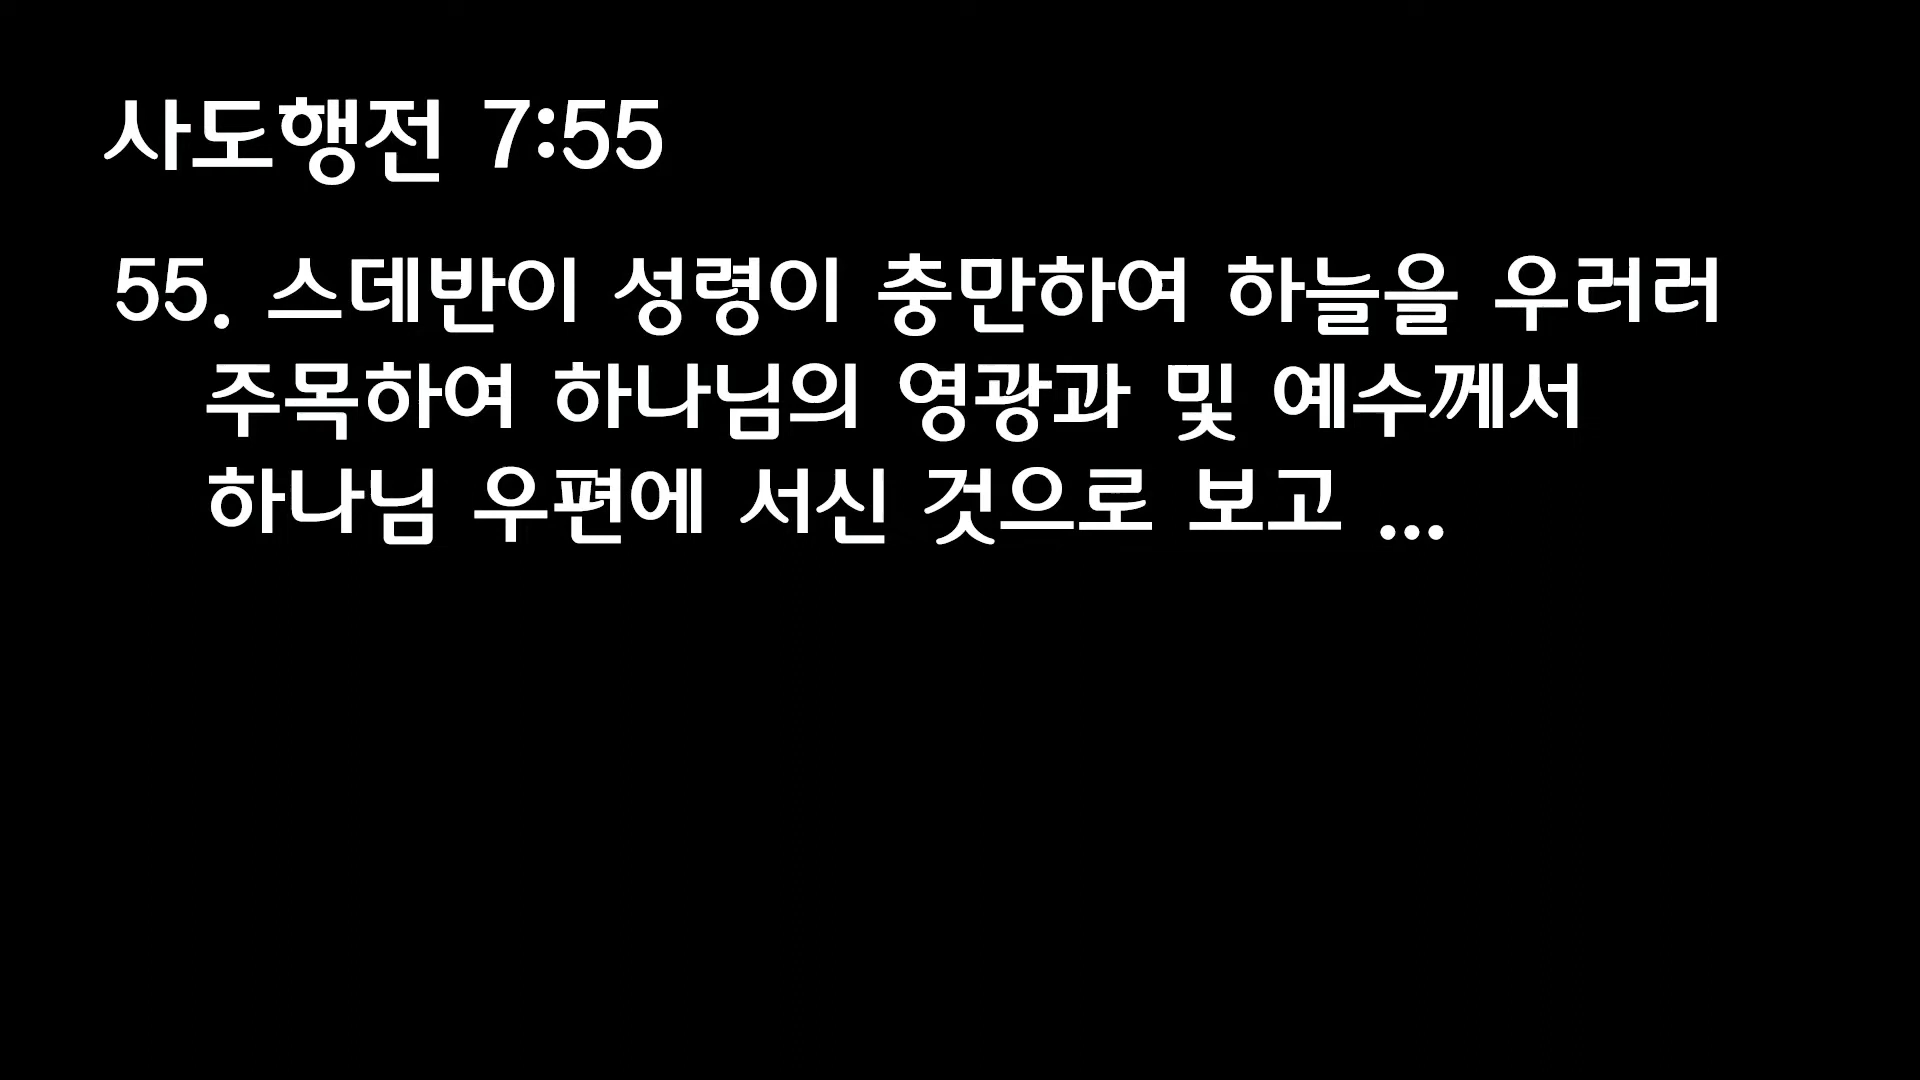 사도행전 7:55
55. 스데반이 성령이 충만하여 하늘을 우러러
주목하여 하나님의 영광과 및 예수께서
하나님 우편에 서신 것으로 보고 ...